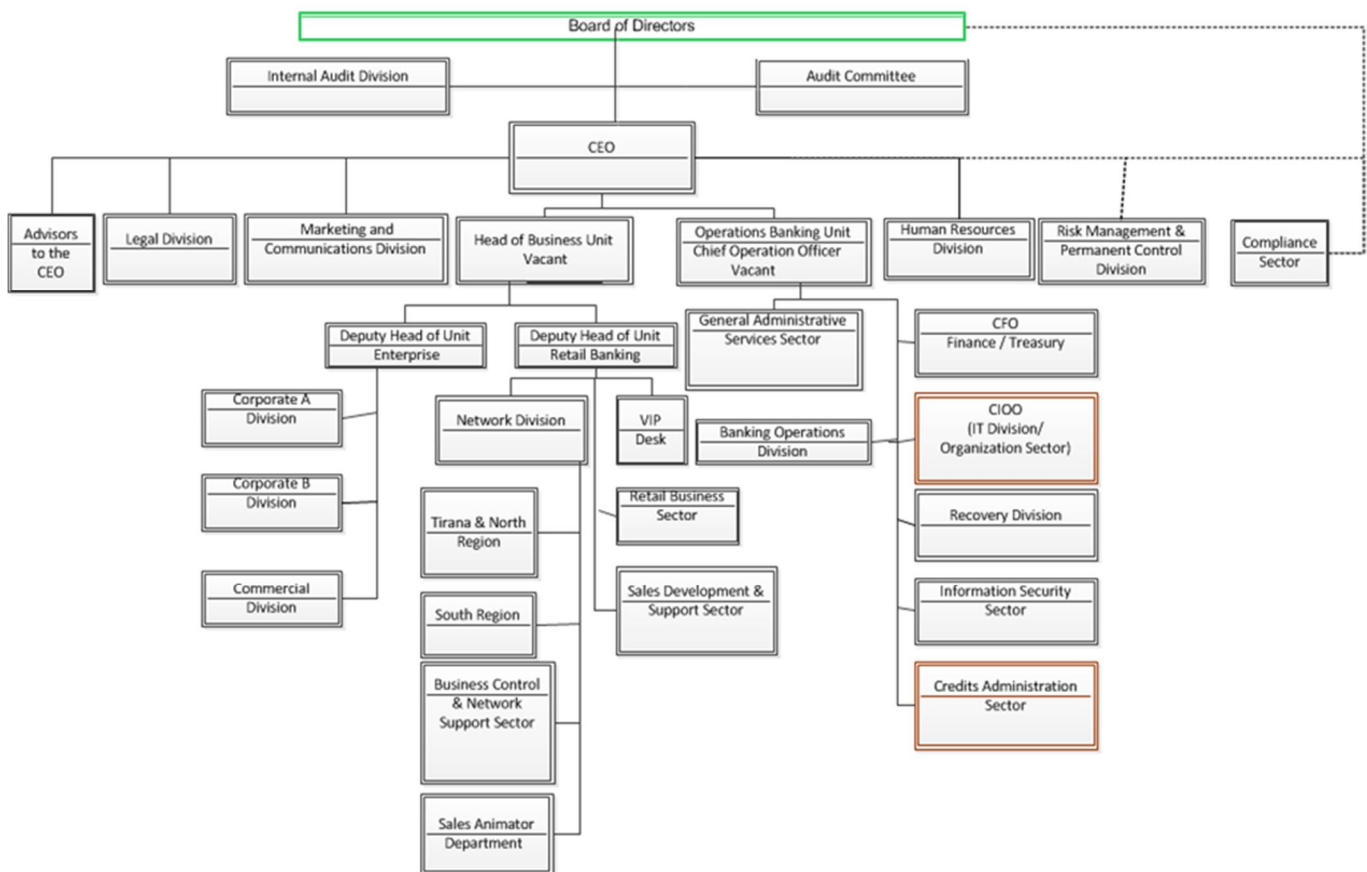 Board of Directors
Internal Audit Division
Audit Committee
CEO
Advisors
to the
CEO
Legal Division
Marketing and
Communications Division
Head of Business Unit
Vacant
Operations Banking Unit
Chief Operation Officer
Vacant
Human Resources
Division
Risk Management &
Permanent Control
Division
Compliance
Sector
Deputy Head of Unit
Enterprise
Deputy Head of Unit
Retail Banking
General Administrative
Services Sector
CFO
Finance / Treasury
Corporate A
Division
Network Division
VIP
Desk
Banking Operations
Division
CIOO
(IT Division/
Organization Sector)
Corporate B
Division
Tirana & North
Region
Retail Business
Sector
Recovery Division
Commercial
Division
South Region
Sales Development &
Support Sector
Information Security
Sector
Business Control
& Network
Support Sector
Credits Administration
Sector
Sales Animator
Department